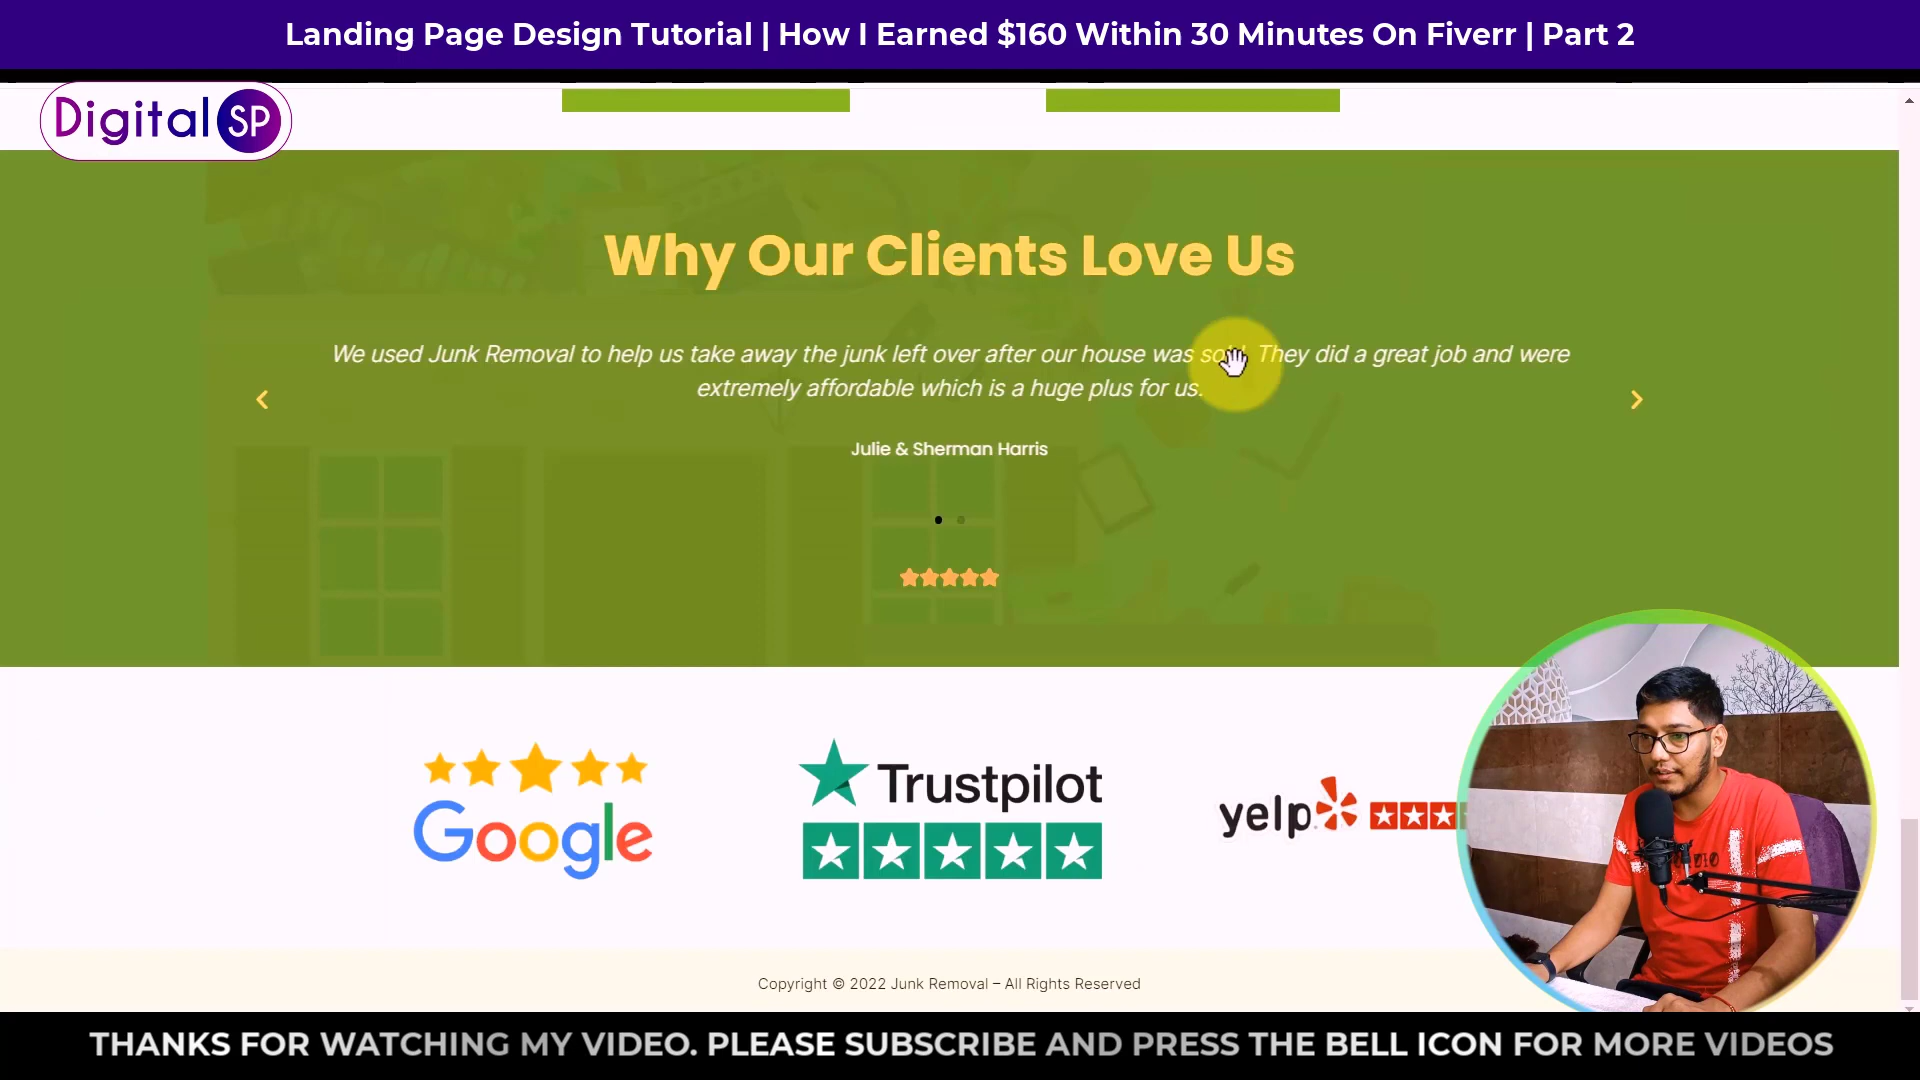 Landing Page Design Tutorial | How I Earned $160 Within 30 Minutes On Fiverr | Part 2
Digital SP
Why Our Clients Love Us
We used Junk Removal to help us take away the junk left over after our house was sold. They did a great job and were
extremely affordable which is a huge plus for us.
Julie & Sherman Harris
Google
Trustpilot
yelp
Copyright © 2022 Junk Removal – All Rights Reserved
THANKS FOR WATCHING MY VIDEO. PLEASE SUBSCRIBE AND PRESS THE BELL ICON FOR MORE VIDEOS